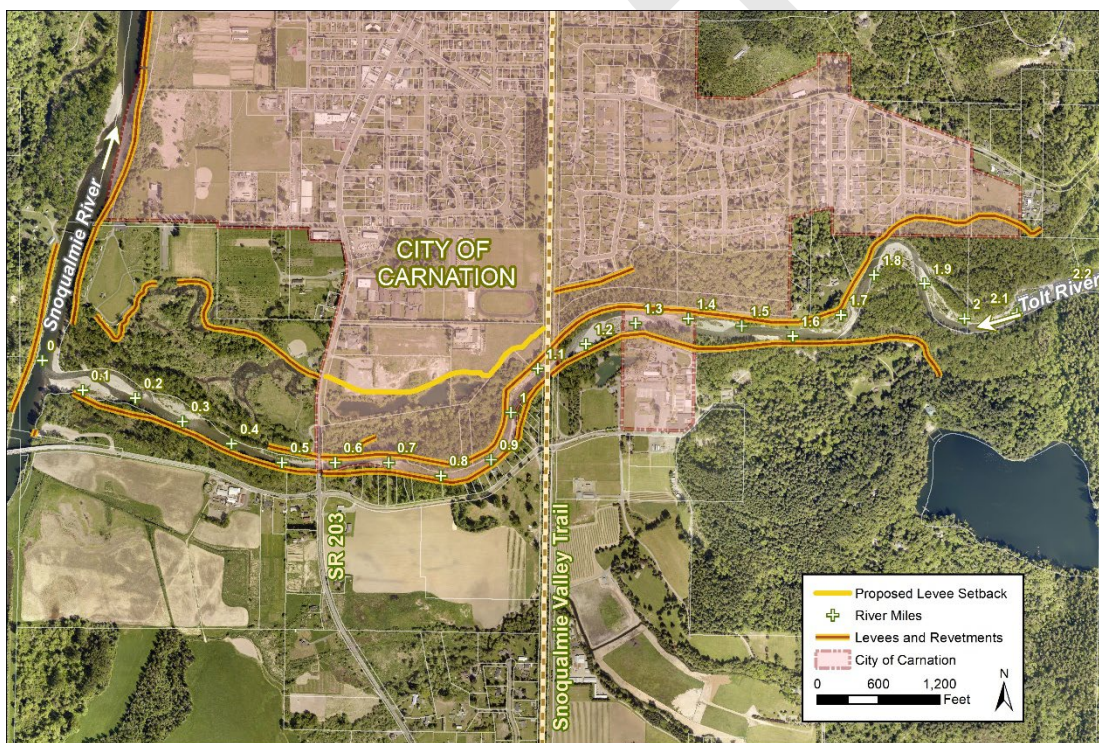 Snoqualmie River
CITY OF
CARNATION
Tolt River
SR 203
Snoqualmie Valley Trail
0
0.1
0.2
0.3
0.4
0.5
0.6
0.7
0.8
0.9
1
1.1
1.2
1.3
1.4
1.5
1.6
1.7
1.8
1.9
2
2.1
2.2
Proposed Levee Setback
River Miles
Levees and Revetments
City of Carnation
0 600 1,200
Feet
N